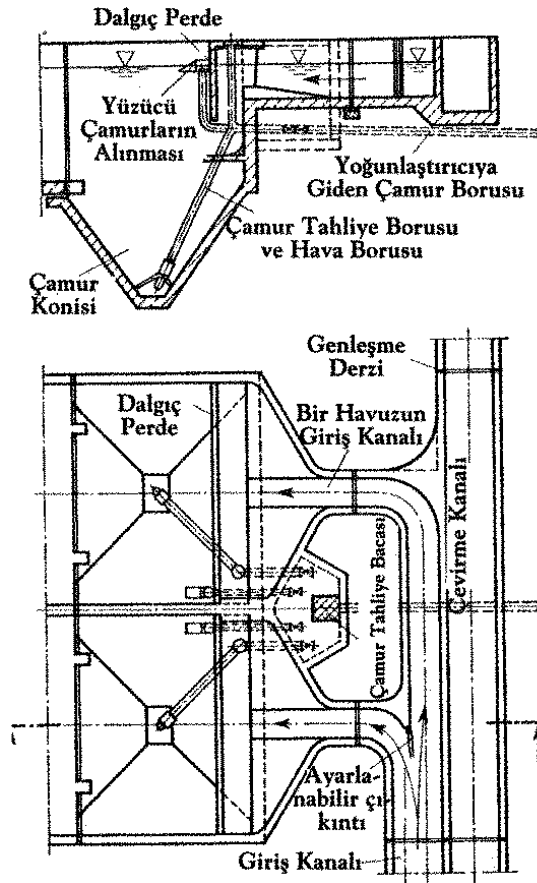 Dalgıç Perde
Yüzücü
Çamurların
Alınması
Yoğunlaştırıcıya
Giden Çamur Borusu
Çamur Tahliye Borusu
ve Hava Borusu
Çamur
Konisi
Genleşme
Derzi
Dalgıç
Perde
Bir Havuzun
Giriş Kanalı
Çevirme Kanalı
Çamur Tahliye Bacası
Ayarla-
nabilir çı-
kıntı
Giriş Kanalı